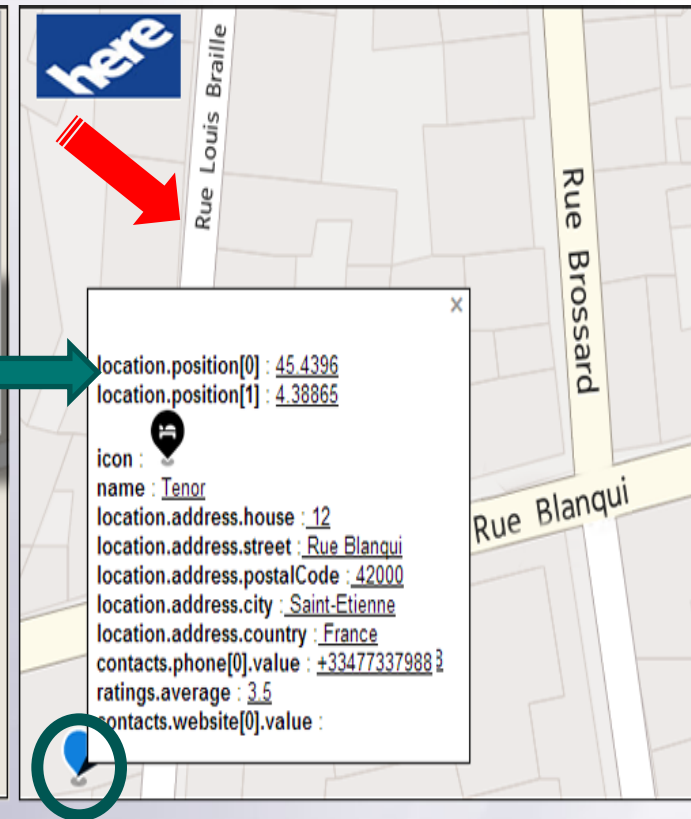 here
Rue Louis Braille
Rue Brossard
Rue Blanqui
×
location.position[0] : 45.4396
location.position[1] : 4.38865
icon :
name : Tenor
location.address.house : 12
location.address.street : Rue Blanqui
location.address.postalCode : 42000
location.address.city : Saint-Etienne
location.address.country : France
contacts.phone[0].value : +33477337988
ratings.average : 3.5
contacts.website[0].value :